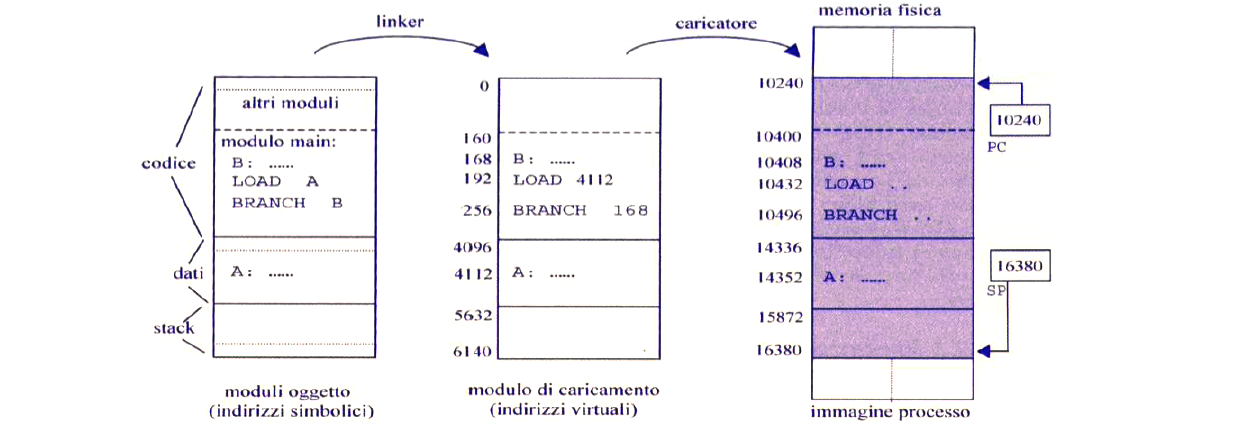 linker
caricatore
memoria fisica
altri moduli
modulo main:
B: ......
LOAD A
BRANCH B
A: ......
codice
dati
stack
moduli oggetto
(indirizzi simbolici)
0
160
168 B: ......
192 LOAD 4112
256 BRANCH 168
4096
4112 A: ......
5632
6140
modulo di caricamento
(indirizzi virtuali)
10240
10400
10408 B: ......
10432 LOAD ..
10496 BRANCH ..
14336
14352 A: ......
15872
16380
immagine processo
10240
PC
16380
SP